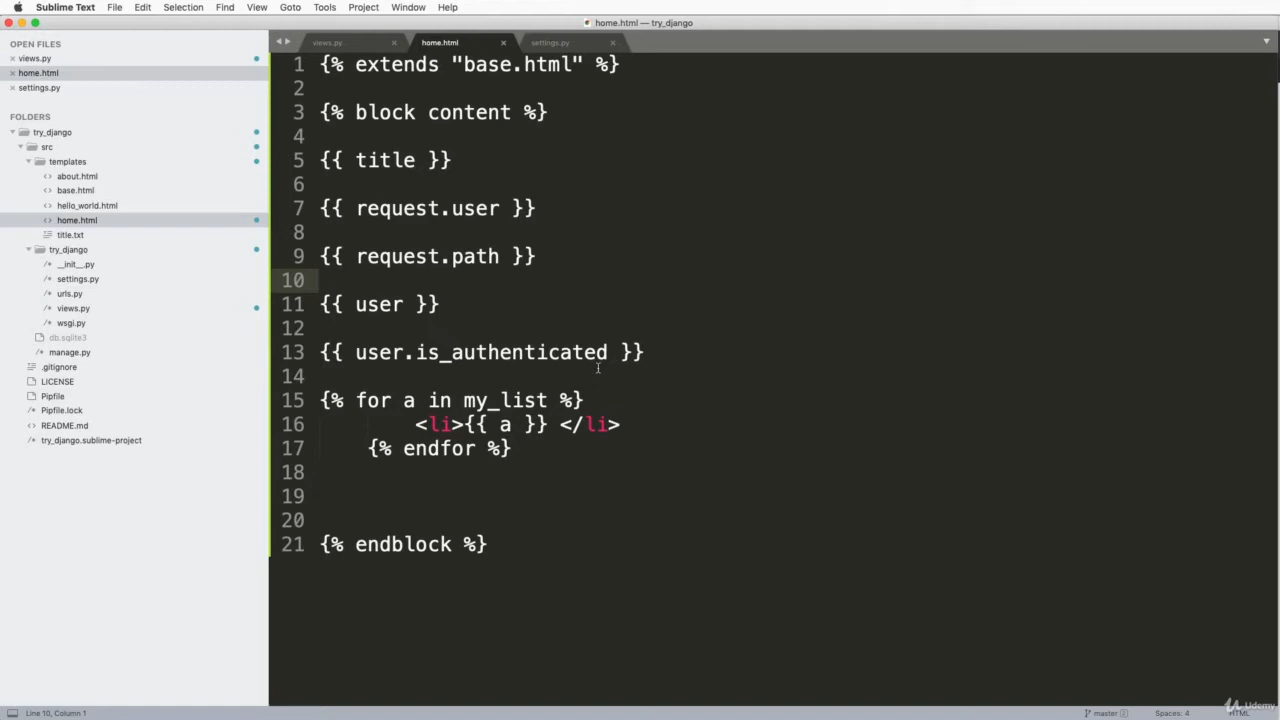 Sublime Text File Edit Selection Find View Goto Tools Project Window Help
home.html — try_django
OPEN FILES
views.py
home.html
settings.py
FOLDERS
try_django
src
templates
about.html
base.html
hello_world.html
home.html
title.txt
try_django
__init__.py
settings.py
urls.py
views.py
wsgi.py
db.sqlite3
manage.py
.gitignore
LICENSE
Pipfile
Pipfile.lock
README.md
try_django.sublime-project
views.py home.html settings.py
1 {% extends "base.html" %}
2
3 {% block content %}
4
5 {{ title }}
6
7 {{ request.user }}
8
9 {{ request.path }}
10
11 {{ user }}
12
13 {{ user.is_authenticated }}
14
15 {% for a in my_list %}
16 <li>{{ a }} </li>
17 {% endfor %}
18
19
20
21 {% endblock %}
Line 10, Column 1 master 2 Spaces: 4 HTML
Udemy